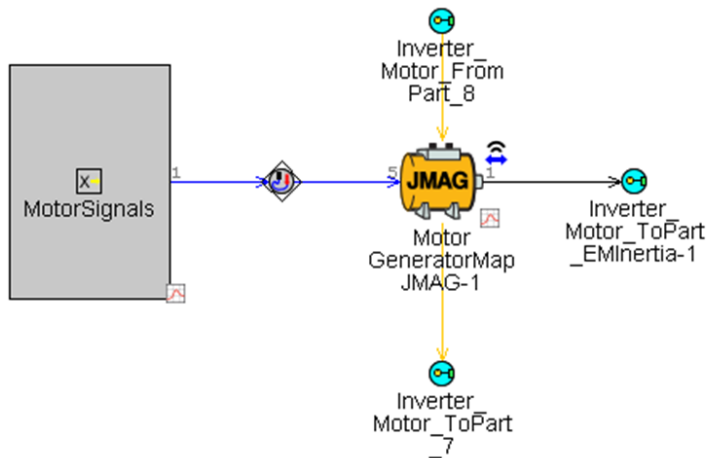 Inverter_
Motor_From
Part_8
X
MotorSignals
1
5
JMAG
1
Motor
GeneratorMap
JMAG-1
Inverter_
Motor_ToPart
_EMInertia-1
Inverter_
Motor_ToPart
_7